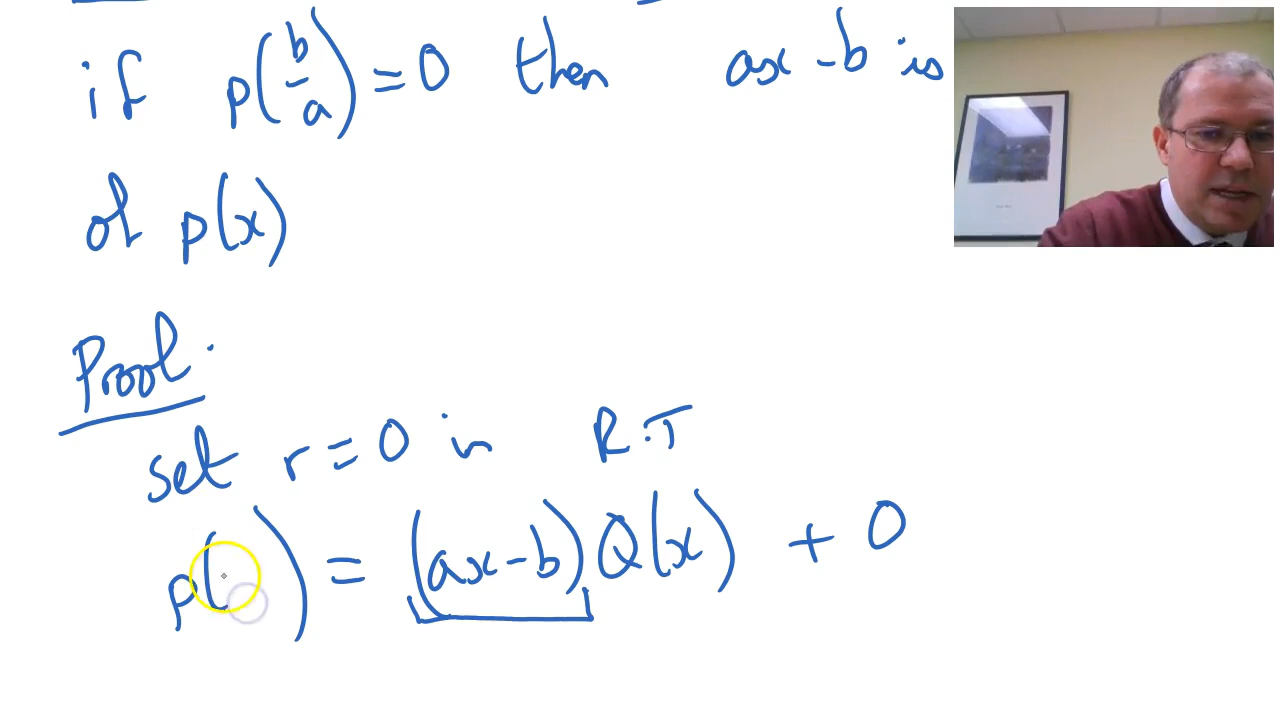 if p(b/a) = 0 then ax - b is
of p(x)
Proof.
set r = 0 in R.T
p( ) = (ax-b)Q(x) + 0